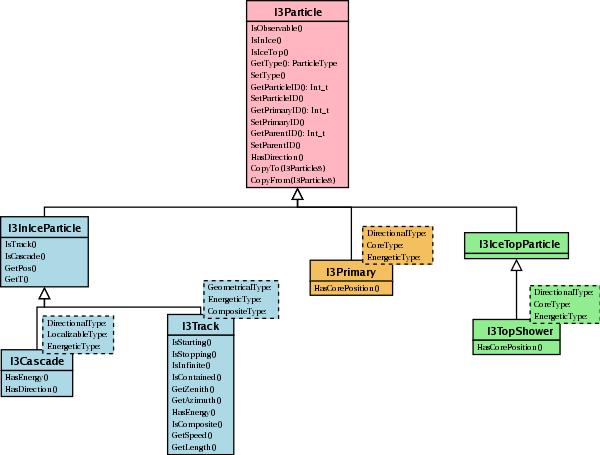 I3Particle
IsObservable()
IsInIce()
IsIceTop()
GetType(): ParticleType
SetType()
GetParticleID(): Int_t
SetParticleID()
GetPrimaryID(): Int_t
SetPrimaryID()
GetParentID(): Int_t
SetParentID()
HasDirection()
CopyTo(I3Particle&)
CopyFrom(I3Particle&)
I3InIceParticle
IsTrack()
IsCascade()
GetPos()
GetT()
DirectionalType:
CoreType:
EnergeticType:
I3Primary
HasCorePosition()
I3IceTopParticle
DirectionalType:
CoreType:
EnergeticType:
I3TopShower
HasCorePosition()
DirectionalType:
LocalizableType:
EnergeticType:
I3Cascade
HasEnergy()
HasDirection()
GeometricalType:
EnergeticType:
CompositeType:
I3Track
IsStarting()
IsStopping()
IsInfinite()
IsContained()
GetZenith()
GetAzimuth()
HasEnergy()
IsComposite()
GetSpeed()
GetLength()